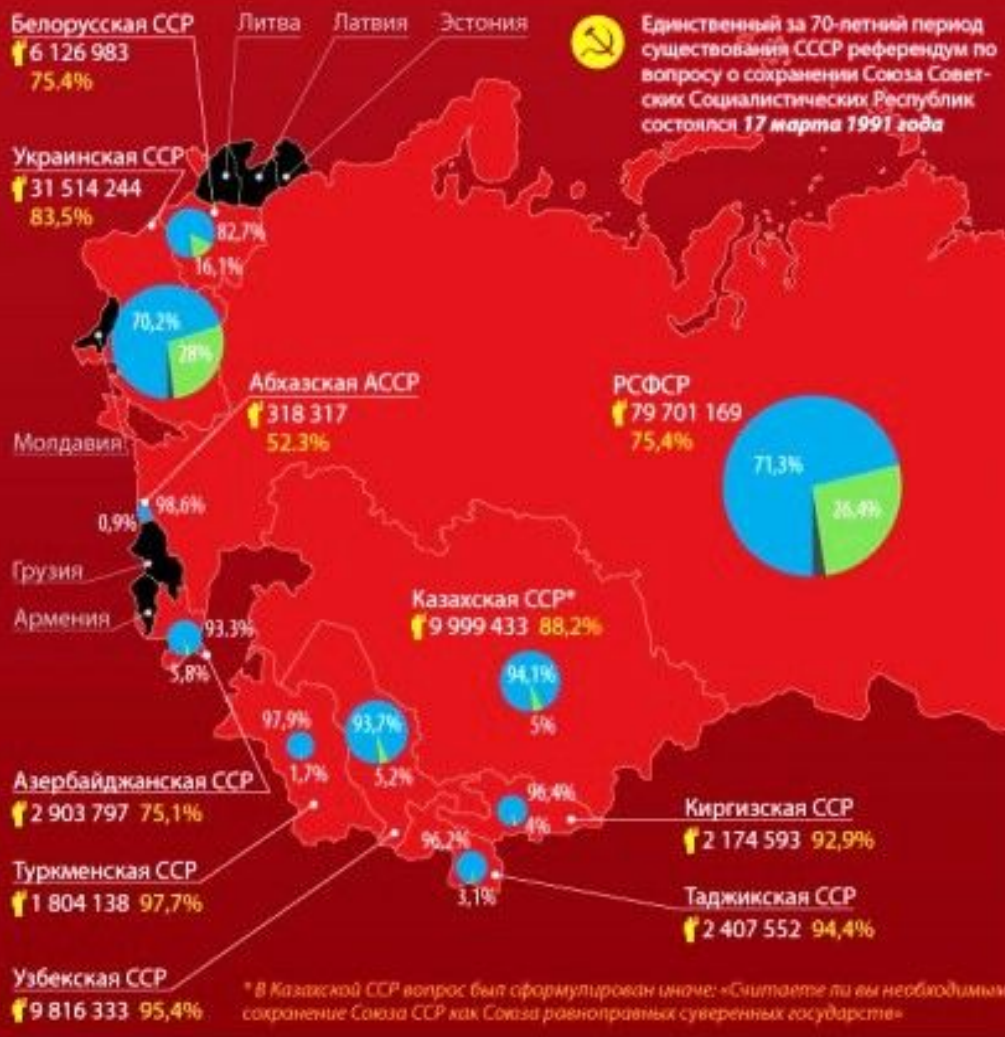 Белорусская ССР
6 126 983
75.4%
Литва
Латвия
Эстония
Единственный за 70-летний период
существования СССР референдум по
вопросу о сохранении Союза Совет-
ских Социалистических Республик
состоялся 17 марта 1991 года
Украинская ССР
31 514 244
83,5%
82,7%
16,1%
70,2%
28%
Абхазская АССР
318 317
52.3%
РСФСР
79 701 169
75,4%
71,3%
26,4%
Молдавия
98,6%
0,9%
Грузия
Армения
93.3%
5,8%
Казахская ССР*
9 999 433 88,2%
94,1%
5%
97,9%
1,7%
93,7%
5,2%
Азербайджанская ССР
2 903 797 75,1%
96,4%
4%
Киргизская ССР
2 174 593 92,9%
Туркменская ССР
1 804 138 97,7%
96.2%
3,1%
Таджикская ССР
2 407 552 94,4%
Узбекская ССР
9 816 333 95,4%
* В Казахской ССР вопрос был сформулирован иначе: «Считаете ли вы необходимым
сохранение Союза ССР как Союза равноправных суверенных государств»